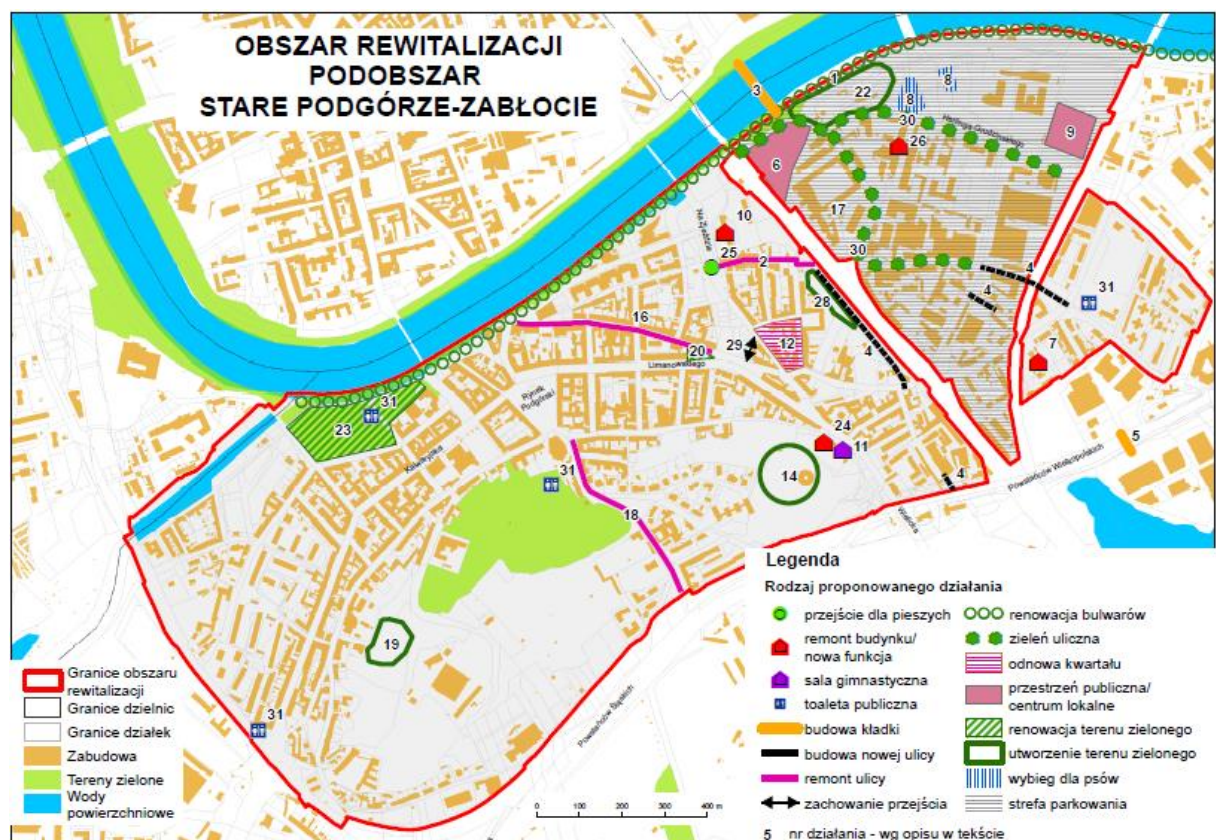 OBSZAR REWITALIZACJI
PODOBSZAR
STARE PODGÓRZE-ZABŁOCIE
1
3
22
8
8
30
26
Herlinga Grudzińskiego
9
6
10
Na Zjeździe
17
25
2
30
4
4
31
28
16
29
12
20
Limanowskiego
4
7
Rynek
Podgórski
31
23
24
11
5
Kalwaryjska
31
14
4
Powstańców Wielkopolskich
18
Wielicka
19
31
Powstańców Śląskich
Granice obszaru
rewitalizacji
Granice dzielnic
Granice działek
Zabudowa
Tereny zielone
Wody
powierzchniowe
0 100 200 300 400 m
Legenda
Rodzaj proponowanego działania
przejście dla pieszych
remont budynku/
nowa funkcja
sala gimnastyczna
toaleta publiczna
budowa kładki
budowa nowej ulicy
remont ulicy
zachowanie przejścia
5 nr działania - wg opisu w tekście
renowacja bulwarów
zieleń uliczna
odnowa kwartału
przestrzeń publiczna/
centrum lokalne
renowacja terenu zielonego
utworzenie terenu zielonego
wybieg dla psów
strefa parkowania